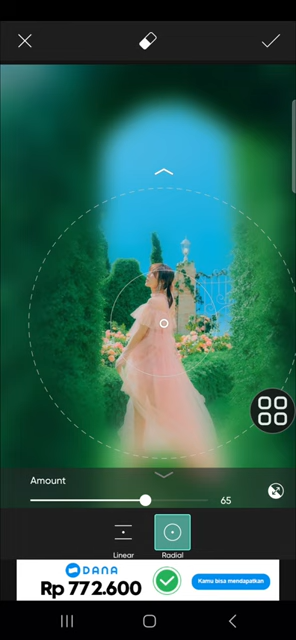 Amount
65
Linear
Radial
DANA
Rp 772.600
Kamu bisa mendapatkan